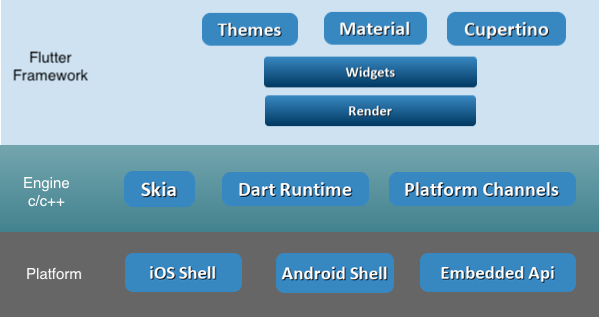 Themes
Material
Cupertino
Flutter
Framework
Widgets
Render
Engine
c/c++
Skia
Dart Runtime
Platform Channels
Platform
iOS Shell
Android Shell
Embedded Api